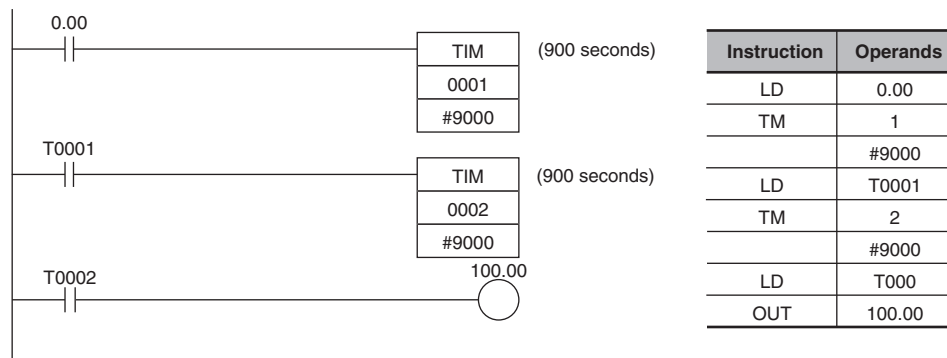 0.00
TIM
(900 seconds)
0001
#9000
T0001
TIM
(900 seconds)
0002
#9000
T0002
100.00
Instruction Operands
LD 0.00
TM 1
#9000
LD T0001
TM 2
#9000
LD T000
OUT 100.00